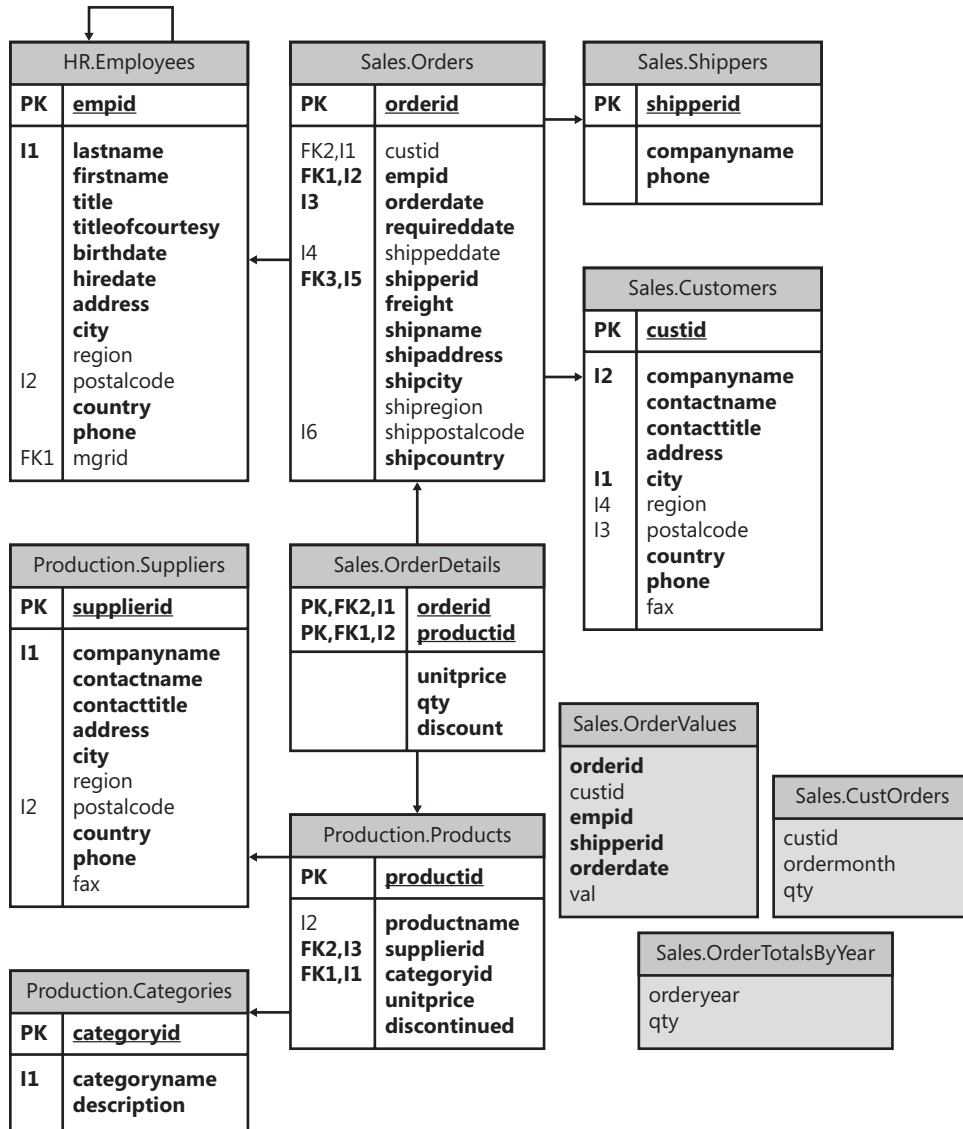 HR.Employees
PK empid
I1 lastname
firstname
title
titleofcourtesy
birthdate
hiredate
address
city
region
I2 postalcode
country
phone
FK1 mgrid
Sales.Orders
PK orderid
FK2,I1 custid
FK1,I2 empid
I3 orderdate
requireddate
I4 shippeddate
FK3,I5 shipperid
freight
shipname
shipaddress
shipcity
shipregion
I6 shippostalcode
shipcountry
Sales.Shippers
PK shipperid
companyname
phone
Sales.Customers
PK custid
I2 companyname
contactname
contacttitle
address
I1 city
I4 region
I3 postalcode
country
phone
fax
Production.Suppliers
PK supplierid
I1 companyname
contactname
contacttitle
address
city
region
I2 postalcode
country
phone
fax
Sales.OrderDetails
PK,FK2,I1 orderid
PK,FK1,I2 productid
unitprice
qty
discount
Sales.OrderValues
orderid
custid
empid
shipperid
orderdate
val
Sales.CustOrders
custid
ordermonth
qty
Production.Products
PK productid
I2 productname
FK2,I3 supplierid
FK1,I1 categoryid
unitprice
discontinued
Sales.OrderTotalsByYear
orderyear
qty
Production.Categories
PK categoryid
I1 categoryname
description